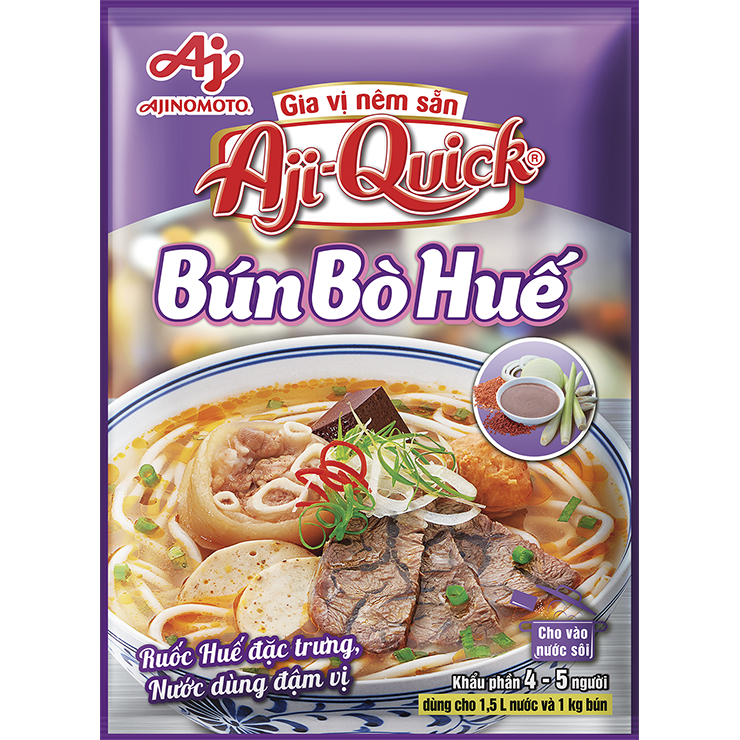 Aj
AJINOMOTO®
Gia vị nêm sẵn
Aji-Quick®
Bún Bò Huế
Ruốc Huế đặc trưng,
Nước dùng đậm vị
Cho vào
nước sôi
Khẩu phần 4 - 5 người
dùng cho 1,5 L nước và 1 kg bún